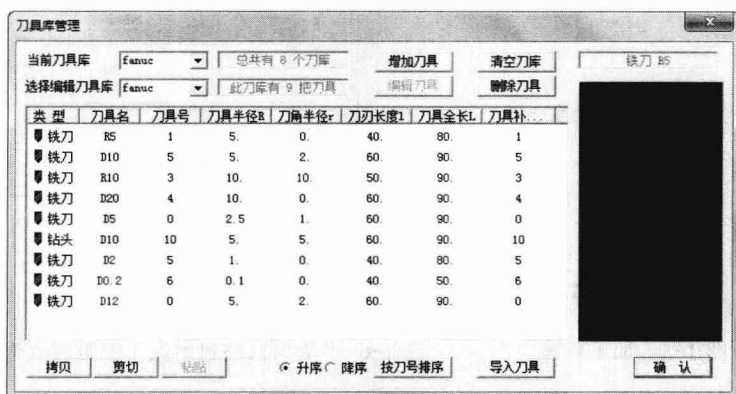 刀具库管理
当前刀具库 fanuc 总共有 8 个刀库 增加刀具 清空刀库 铣刀 R5
选择编辑刀具库 fanuc 此刀库有 9 把刀具 编辑刀具 删除刀具
类 型 刀具名 刀具号 刀具半径R 刀角半径r 刀刃长度l 刀具全长L 刀具补...
铣刀 R5 1 5. 0. 40. 80. 1
铣刀 D10 5 5. 2. 60. 90. 5
铣刀 R10 3 10. 10. 50. 90. 3
铣刀 D20 4 10. 0. 60. 90. 4
铣刀 D5 0 2.5 1. 60. 90. 0
钻头 D10 10 5. 5. 60. 90. 10
铣刀 D2 5 1. 0. 40. 80. 5
铣刀 D0.2 6 0.1 0. 40. 50. 6
铣刀 D12 0 5. 2. 60. 90. 0
拷贝 剪切 粘贴 升序 降序 按刀号排序 导入刀具 确 认